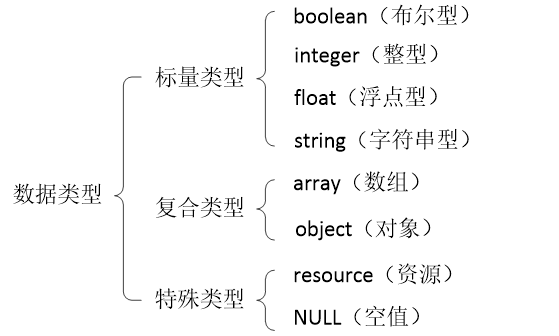 数据类型
标量类型
boolean（布尔型）
integer（整型）
float（浮点型）
string（字符串型）
复合类型
array（数组）
object（对象）
特殊类型
resource（资源）
NULL（空值）